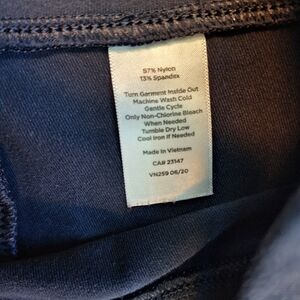 57% Nylon
13% Spandex
Turn Garment Inside Out
Machine Wash Cold
Gentle Cycle
Only Non-Chlorine Bleach
When Needed
Tumble Dry Low
Cool Iron if Needed
Made in Vietnam
CA# 23147
VN259 06/20